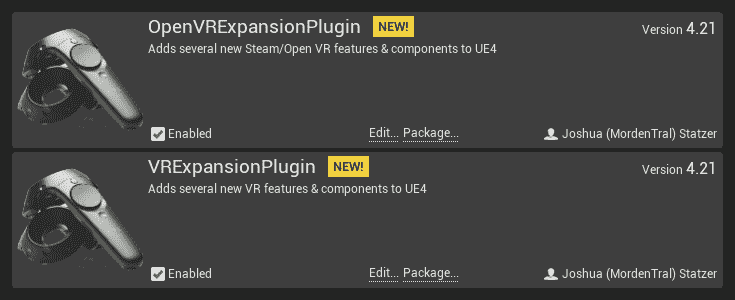 OpenVRExpansionPlugin NEW! Version 4.21
Adds several new Steam/Open VR features & components to UE4
Enabled Edit... Package... Joshua (MordenTral) Statzer
VRExpansionPlugin NEW! Version 4.21
Adds several new VR features & components to UE4
Enabled Edit... Package... Joshua (MordenTral) Statzer